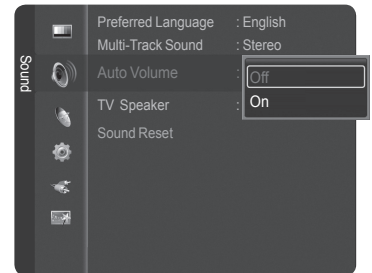 Sound
Preferred Language : English
Multi-Track Sound : Stereo
Auto Volume :
Off
On
TV Speaker :
Sound Reset